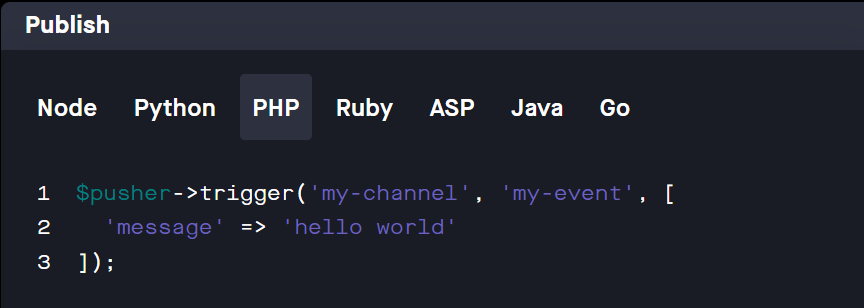 Publish
Node Python PHP Ruby ASP Java Go
1 $pusher->trigger('my-channel', 'my-event', [
2   'message' => 'hello world'
3 ]);